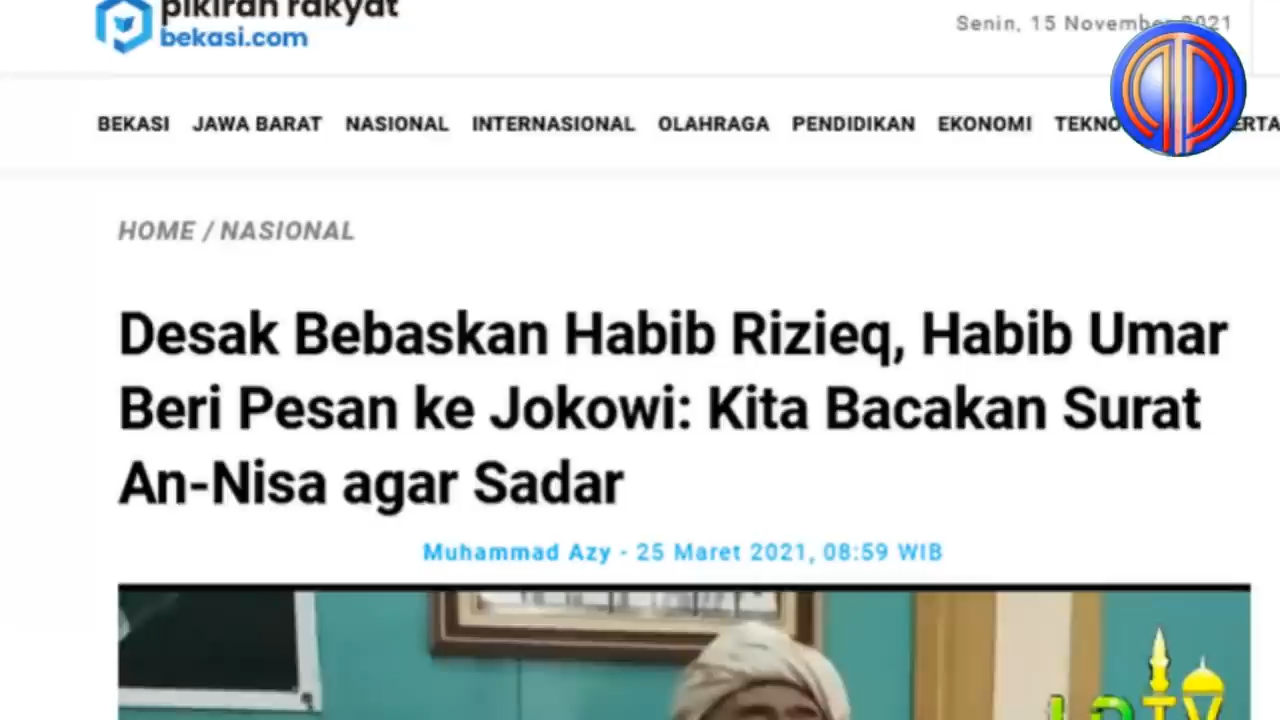 pikiran rakyat
bekasi.com
Senin, 15 November 2021
BEKASI JAWA BARAT NASIONAL INTERNASIONAL OLAHRAGA PENDIDIKAN EKONOMI
HOME / NASIONAL
Desak Bebaskan Habib Rizieq, Habib Umar
Beri Pesan ke Jokowi: Kita Bacakan Surat
An-Nisa agar Sadar
Muhammad Azy - 25 Maret 2021, 08:59 WIB